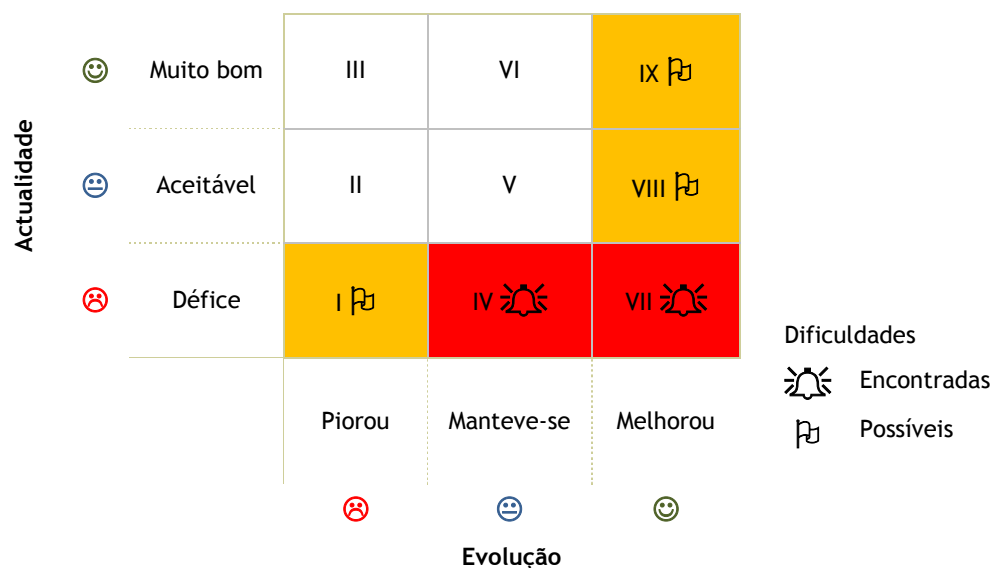 Actualidade
Muito bom III VI IX
Aceitável II V VIII
Défice I IV VII
Dificuldades
Encontradas
Possíveis
Piorou Manteve-se Melhorou
Evolução